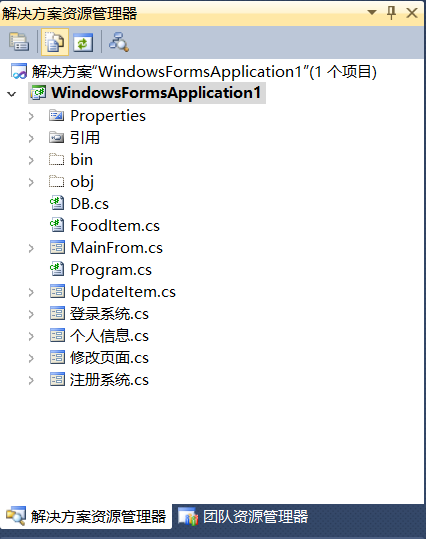 解决方案资源管理器
解决方案“WindowsFormsApplication1”(1 个项目)
WindowsFormsApplication1
Properties
引用
bin
obj
DB.cs
FoodItem.cs
MainFrom.cs
Program.cs
UpdateItem.cs
登录系统.cs
个人信息.cs
修改页面.cs
注册系统.cs
解决方案资源管理器 团队资源管理器